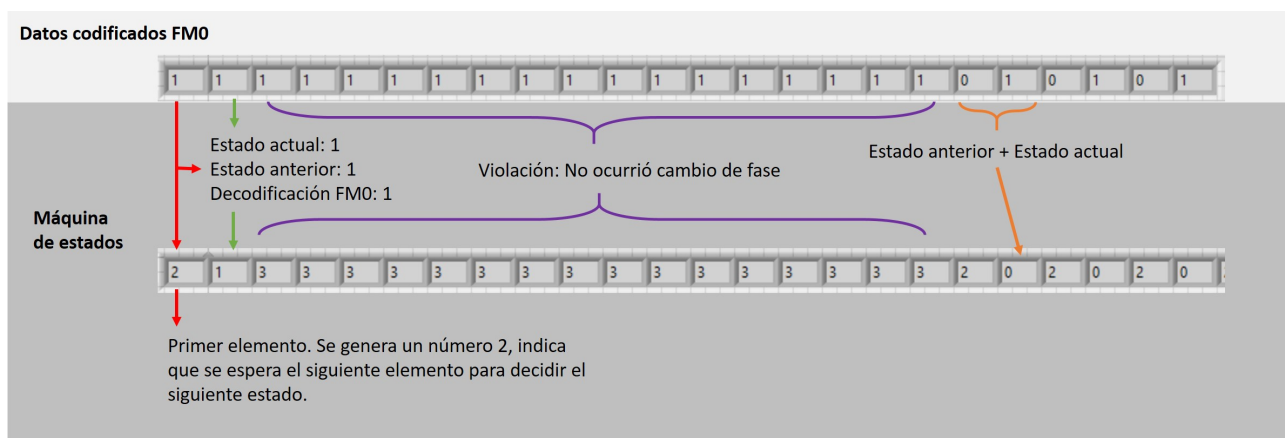 Datos codificados FM0
1 1 1 1 1 1 1 1 1 1 1 1 1 1 1 1 1 1 0 1 0 1 0 1
Estado actual: 1
Estado anterior: 1
Decodificación FM0: 1
Violación: No ocurrió cambio de fase
Estado anterior + Estado actual
Máquina
de estados
2 1 3 3 3 3 3 3 3 3 3 3 3 3 3 3 3 3 2 0 2 0 2 0
Primer elemento. Se genera un número 2, indica
que se espera el siguiente elemento para decidir el
siguiente estado.